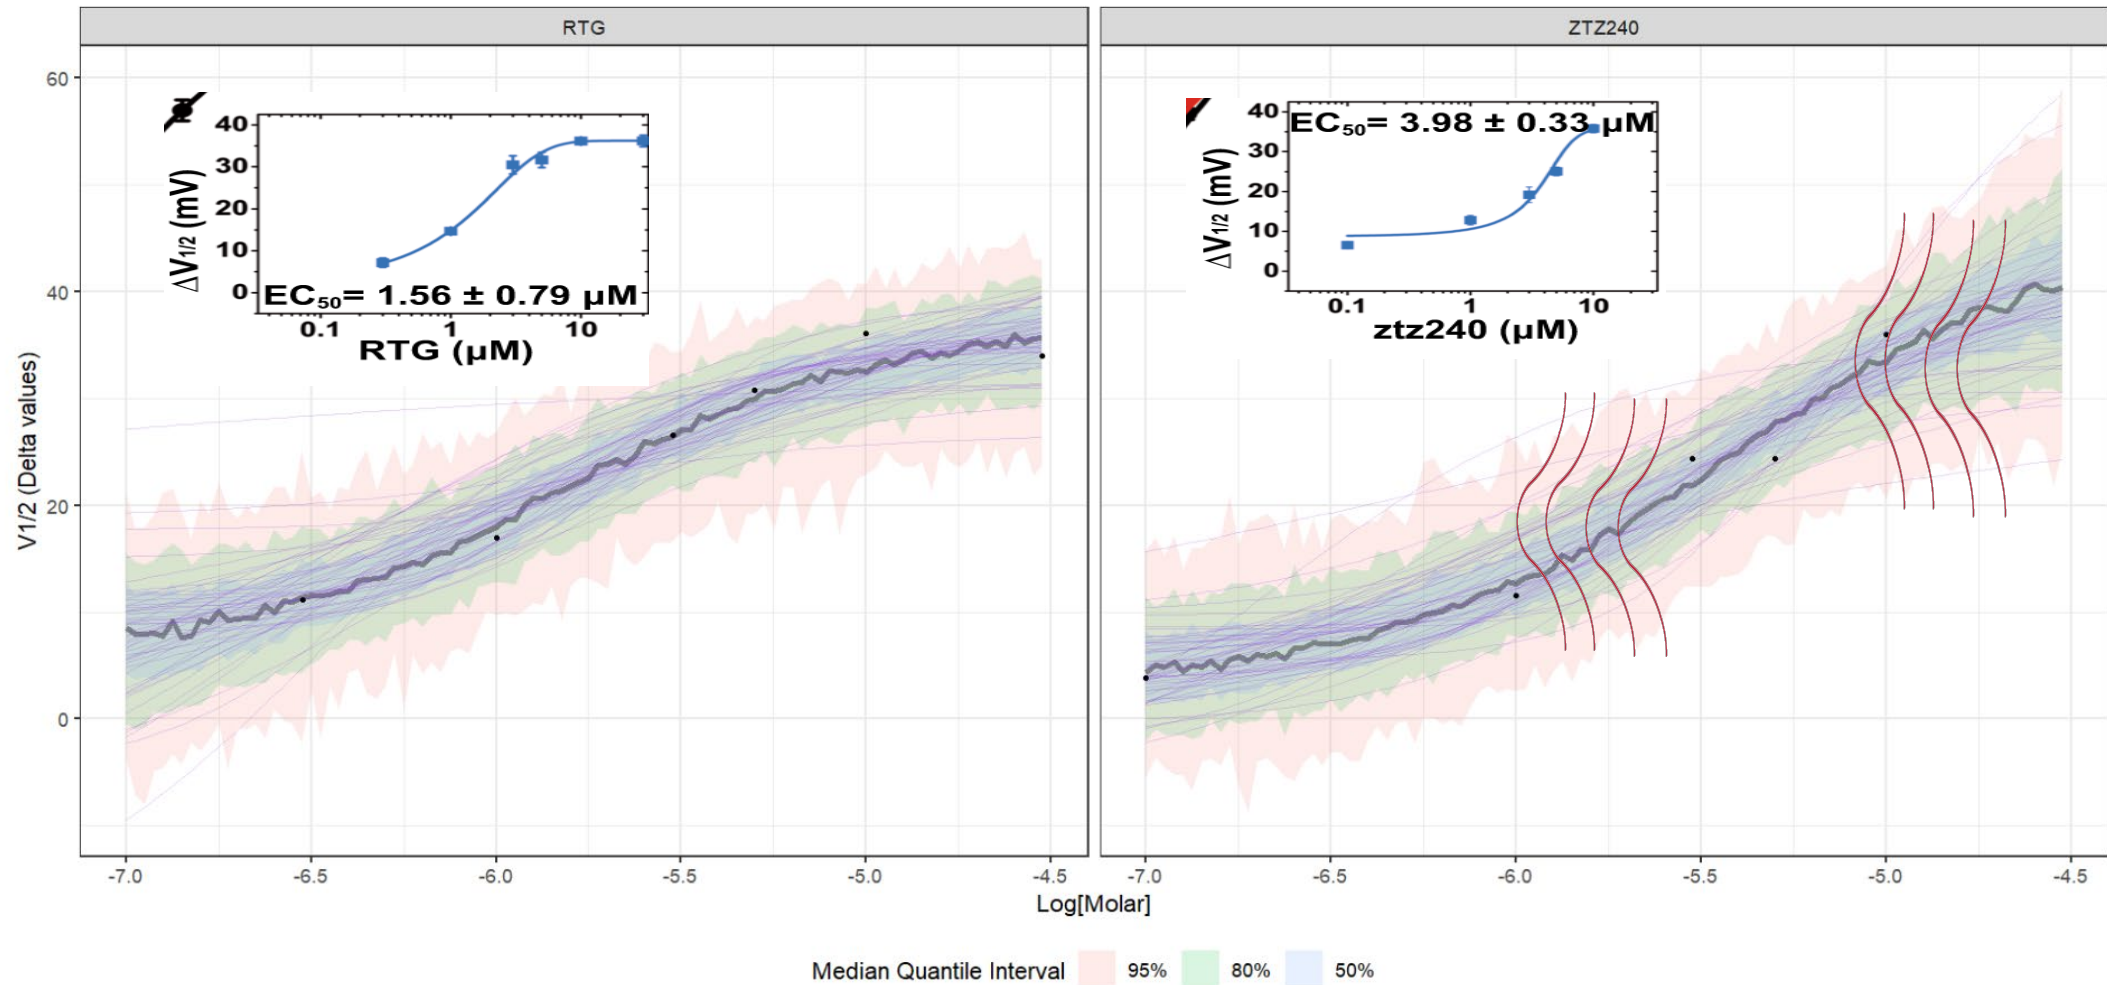 RTG
ZTZ240
60
40
20
0
V1/2 (Delta values)
40
30
20
10
0
ΔV1/2 (mV)
EC50= 1.56 ± 0.79 µM
0.1 1 10
RTG (µM)
40
30
20
10
0
ΔV1/2 (mV)
EC50= 3.98 ± 0.33 µM
0.1 1 10
ztz240 (µM)
-7.0 -6.5 -6.0 -5.5 -5.0 -4.5
-7.0 -6.5 -6.0 -5.5 -5.0 -4.5
Log[Molar]
Median Quantile Interval 95% 80% 50%